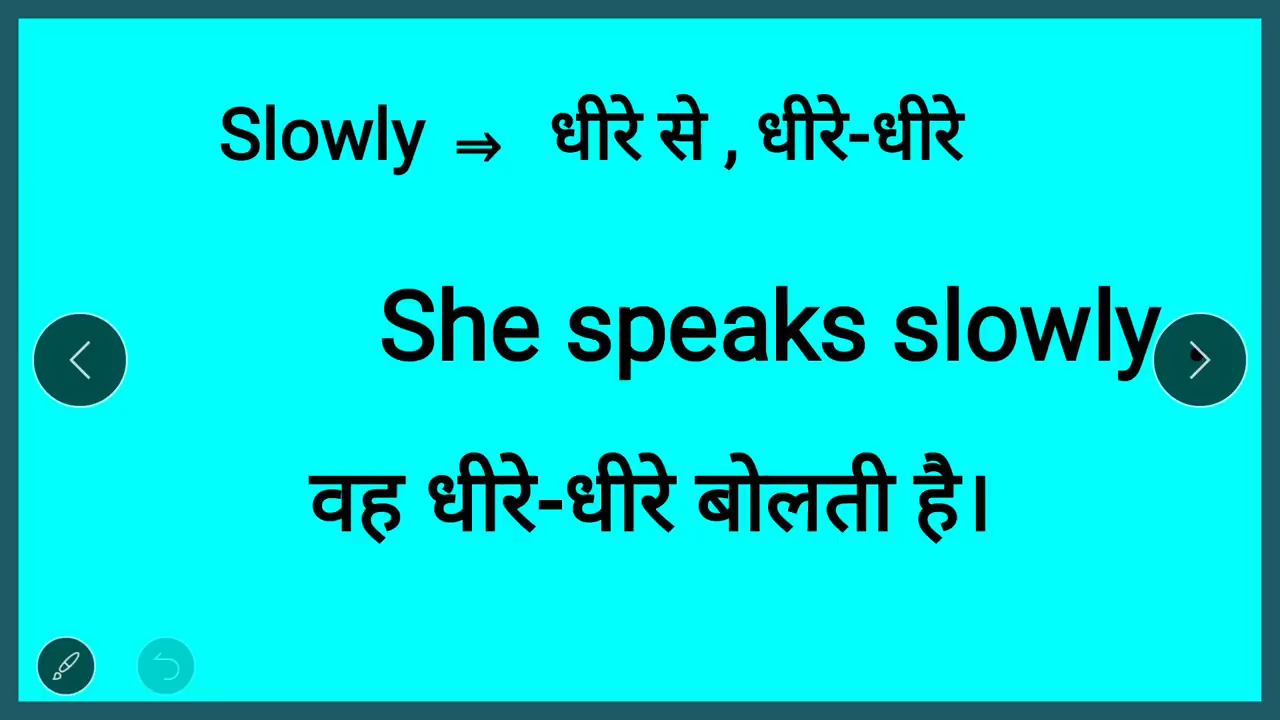 Slowly ⇒ धीरे से , धीरे-धीरे
She speaks slowly .
वह धीरे-धीरे बोलती है।